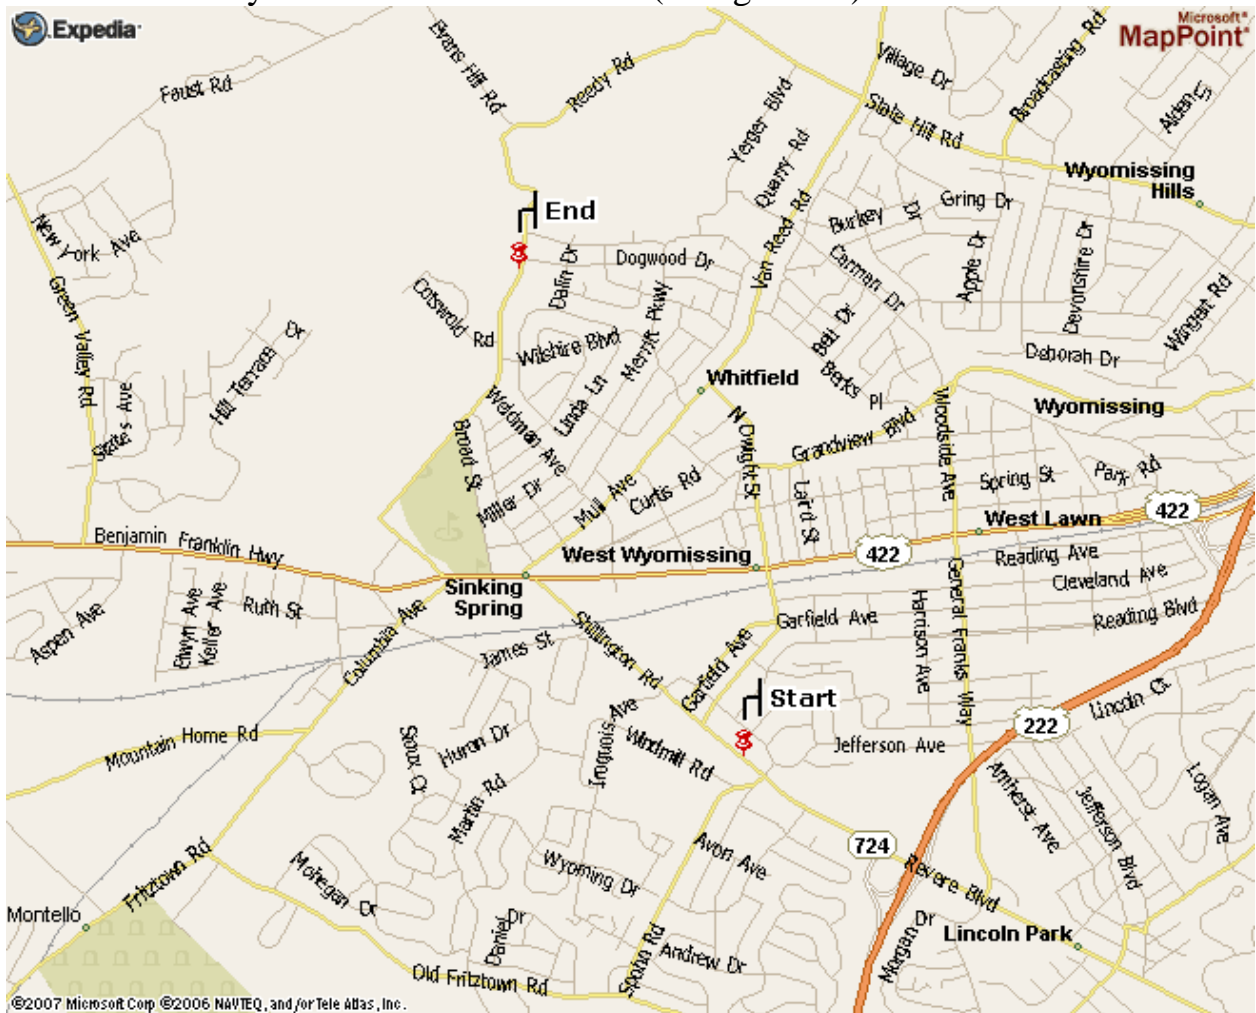 Expedia
Microsoft
MapPoint
Evans Hill Rd
Reedy Rd
Faust Rd
Village Dr
Broadcasting Rd
State Hill Rd
Yerger Blvd
Quarry Rd
Wyomissing
Hills
Gring Dr
Burkey Dr
Van Reed Rd
End
New York Ave
Dalin Dr
Dogwood Dr
Carman Dr
Apple Dr
Devonshire Dr
Wingert Rd
Green Valley Rd
Cotswold Rd
Wilshire Blvd
Merritt Pkwy
Bell Dr
Hill Terrace Ct
Linda Ln
Deborah Dr
Berks Pl
Whitfield
State's Ave
Weidman Ave
Woodside Ave
Wyomissing
Broad St
N Dwight St
Grandview Blvd
Miller Dr
Mull Ave
Curtis Rd
Laird St
Spring St
Park Rd
Benjamin Franklin Hwy
West Wyomissing
422
West Lawn
422
Reading Ave
Cleveland Ave
Reading Blvd
Sinking
Spring
Aspen Ave
Elwyn Ave
Keller Ave
Ruth St
Columbia Ave
James St
Shillington Rd
Garfield Ave
Garfield Ave
Harrison Ave
General Franks Way
Start
Lincoln Ct
222
Mountain Home Rd
Sioux Ct
Huron Dr
Iroquois Ave
Windmill Rd
Jefferson Ave
Martin Rd
Amherst Ave
Jefferson Blvd
Logan Ave
724
Avon Ave
Revere Blvd
Fritztown Rd
Mohegan Dr
Wyoming Dr
Montello
Daniel Dr
Spohn Rd
Andrew Dr
Morgan Dr
Lincoln Park
Old Fritztown Rd
©2007 Microsoft Corp ©2006 NAVTEQ, and/or Tele Atlas, Inc.